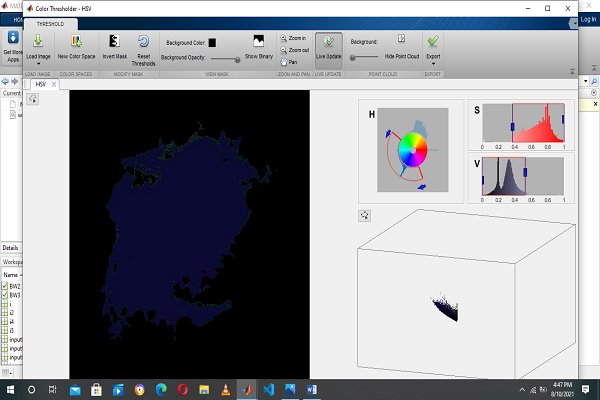 MAT
Color Thresholder - HSV
HO
THRESHOLD
Log In
Get More
Apps
Load Image
New Color Space
Invert Mask
Reset
Thresholds
Background Color:
Background Opacity:
Show Binary
Zoom in
Zoom out
Pan
Live Update
Background:
Hide Point Cloud
Export
LOAD IMAGE
COLOR SPACES
MODIFY MASK
VIEW MASK
ZOOM AND PAN
LIVE UPDATE
POINT CLOUD
EXPORT
Current
HSV
H
S
0 0.2 0.4 0.6 0.8 1
V
0 0.2 0.4 0.6 0.8 1
Details
Workspa
Name
BW2
BW3
i
i2
i4
i5
input
input
input
4:47 PM
8/10/2021